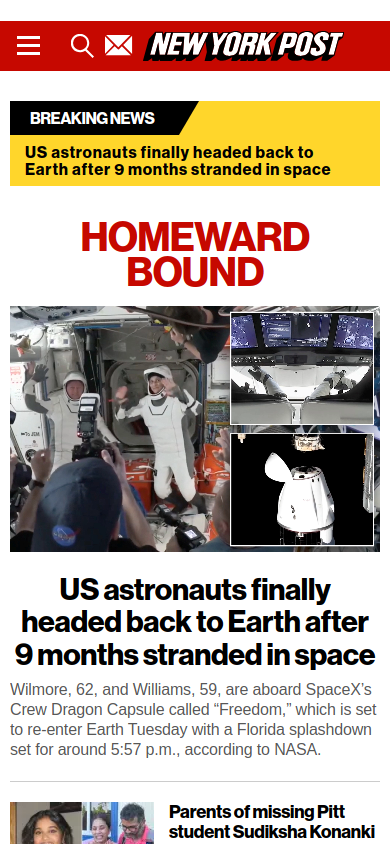 NEW YORK POST
BREAKING NEWS
US astronauts finally headed back to
Earth after 9 months stranded in space
HOMEWARD
BOUND
US astronauts finally
headed back to Earth after
9 months stranded in space
Wilmore, 62, and Williams, 59, are aboard SpaceX’s
Crew Dragon Capsule called “Freedom,” which is set
to re-enter Earth Tuesday with a Florida splashdown
set for around 5:57 p.m., according to NASA.
Parents of missing Pitt
student Sudiksha Konanki